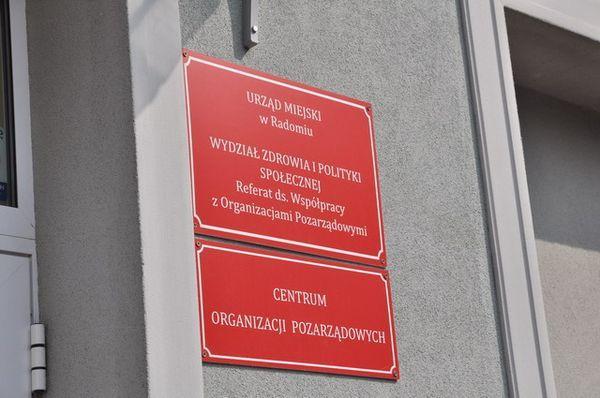 URZĄD MIEJSKI
w Radomiu
WYDZIAŁ ZDROWIA I POLITYKI
SPOŁECZNEJ
Referat ds. Współpracy
z Organizacjami Pozarządowymi
CENTRUM
ORGANIZACJI POZARZĄDOWYCH